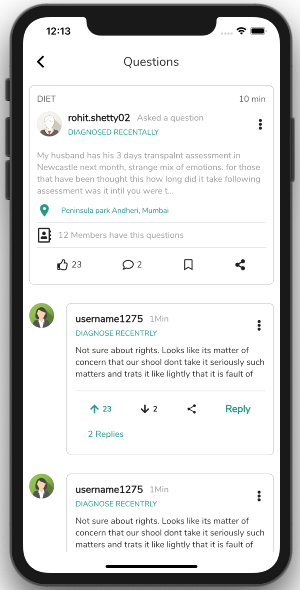 12:13
Questions
DIET 10 min
rohit.shetty02 Asked a question
DIAGNOSED RECENTALLY
My husband has his 3 days transpalnt assessment in
Newcastle next month, strange mix of emotions. for those
that have been thought this how long did it take following
assessment was it intil you were t...
Peninsula park Andheri, Mumbai
12 Members have this questions
23 2
username1275 1Min
DIAGNOSE RECENTRLY
Not sure about rights. Looks like its matter of
concern that our shool dont take it seriously such
matters and trats it like lightly that it is fault of
23 2 Reply
2 Replies
username1275 1Min
DIAGNOSE RECENTRLY
Not sure about rights. Looks like its matter of
concern that our shool dont take it seriously such
matters and trats it like lightly that it is fault of